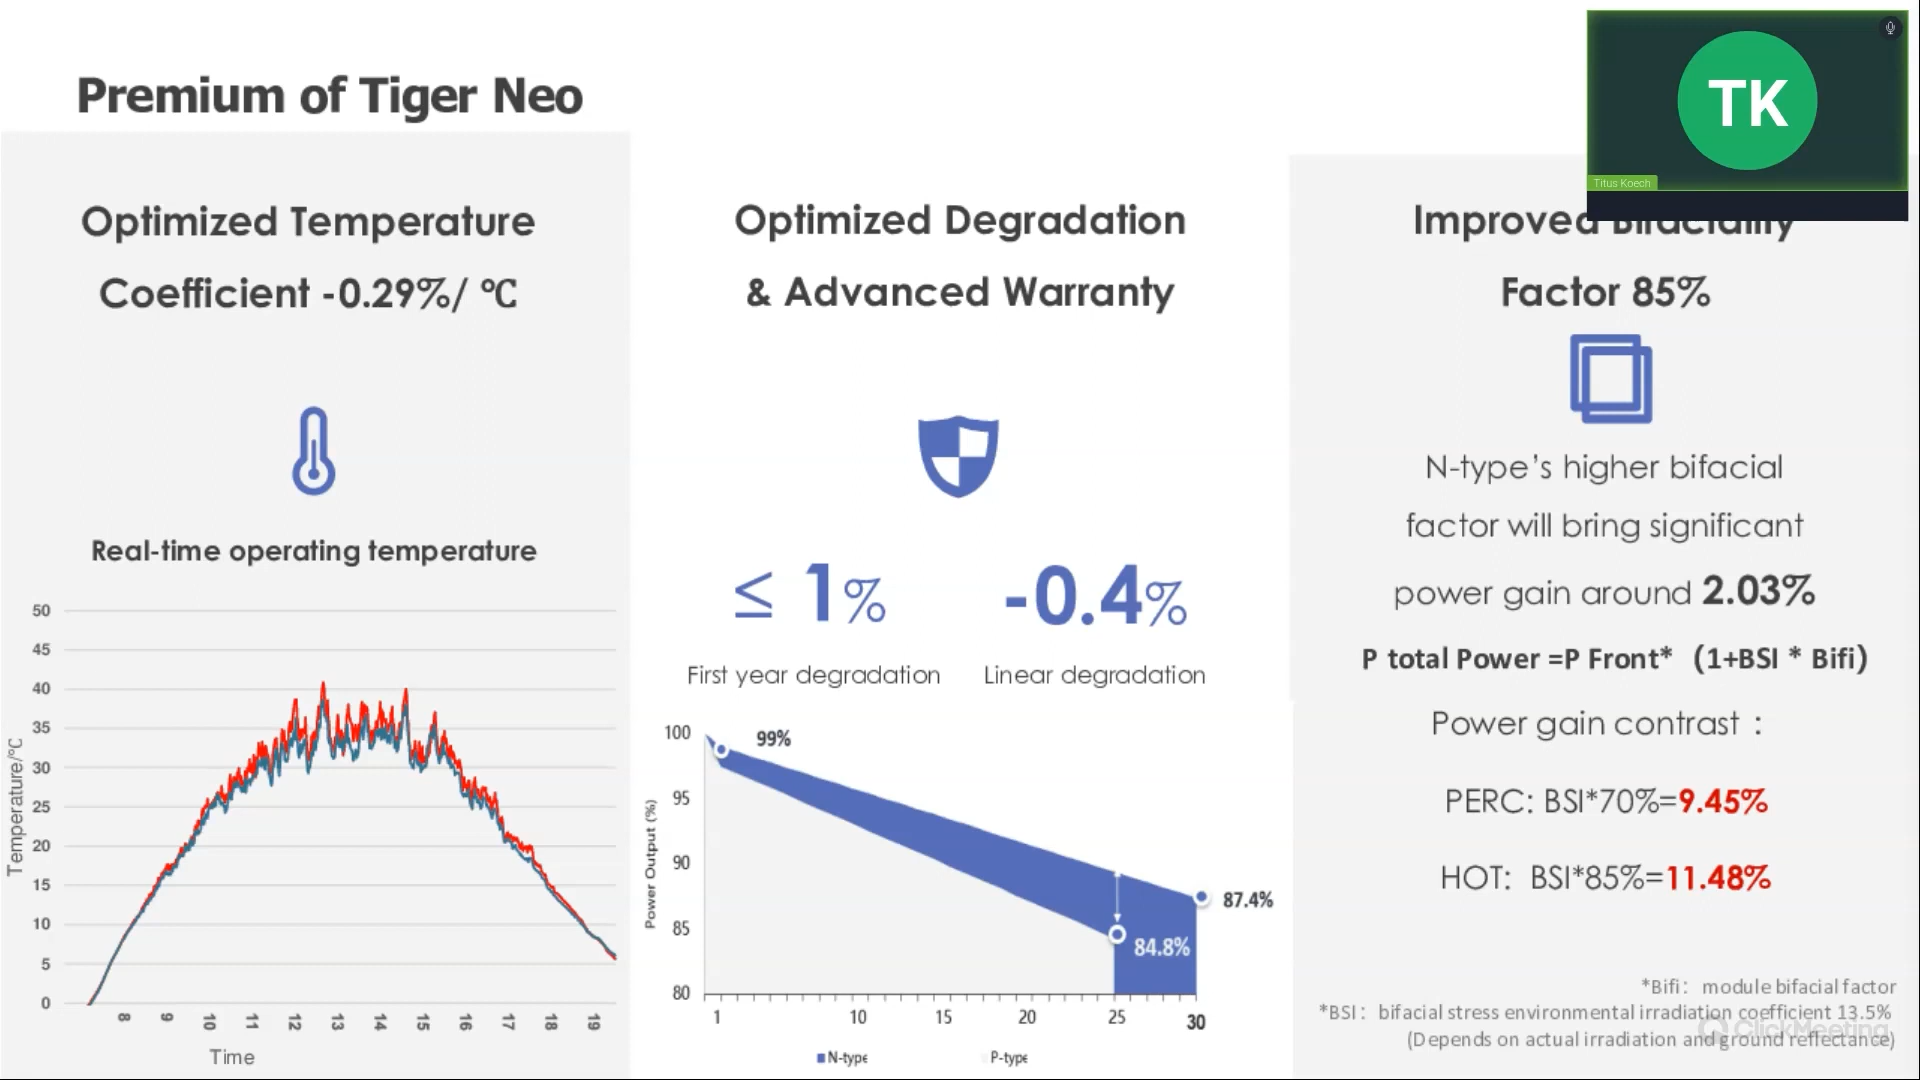 Premium of Tiger Neo
TK
Titus Koech
Optimized Temperature
Coefficient -0.29%/ ℃
Real-time operating temperature
50
45
40
35
30
25
20
15
10
5
0
Temperature/℃
8
9
10
11
12
13
14
15
16
17
18
19
Time
Optimized Degradation
& Advanced Warranty
≤ 1%
First year degradation
-0.4%
Linear degradation
100
95
90
85
80
Power Output (%)
99%
87.4%
84.8%
1
10
15
20
25
30
N-type
P-type
Improved Bifaciality
Factor 85%
N-type’s higher bifacial
factor will bring significant
power gain around 2.03%
P total Power =P Front* (1+BSI * Bifi)
Power gain contrast：
PERC: BSI*70%=9.45%
HOT: BSI*85%=11.48%
*Bifi： module bifacial factor
*BSI： bifacial stress environmental irradiation coefficient 13.5%
(Depends on actual irradiation and ground reflectance)
ClickMeeting